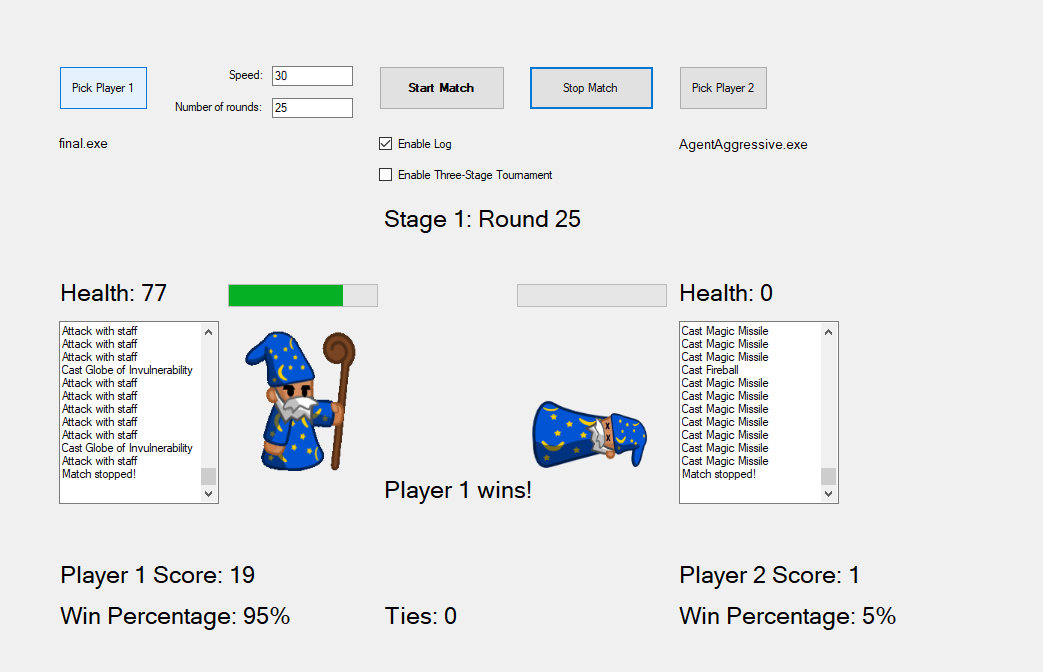 Pick Player 1
Speed: 30
Number of rounds: 25
Start Match
Stop Match
Pick Player 2
final.exe
Enable Log
Enable Three-Stage Tournament
AgentAggressive.exe
Stage 1: Round 25
Health: 77
Health: 0
Attack with staff
Attack with staff
Attack with staff
Cast Globe of Invulnerability
Attack with staff
Attack with staff
Attack with staff
Attack with staff
Attack with staff
Cast Globe of Invulnerability
Attack with staff
Match stopped!
Cast Magic Missile
Cast Magic Missile
Cast Magic Missile
Cast Fireball
Cast Magic Missile
Cast Magic Missile
Cast Magic Missile
Cast Magic Missile
Cast Magic Missile
Cast Magic Missile
Cast Magic Missile
Match stopped!
Player 1 wins!
Player 1 Score: 19
Player 2 Score: 1
Win Percentage: 95%
Ties: 0
Win Percentage: 5%